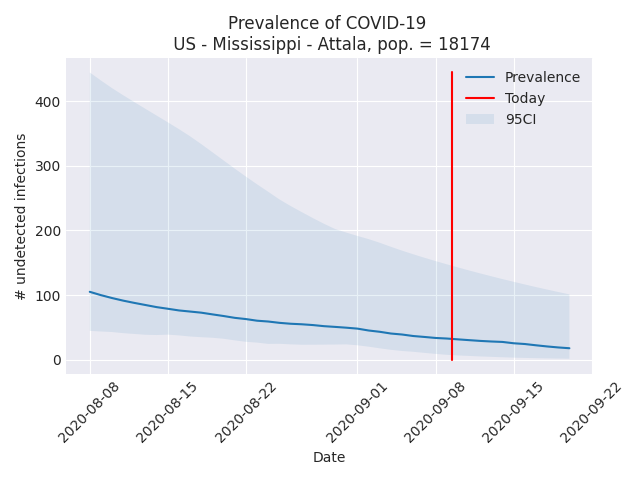 Prevalence of COVID-19
US - Mississippi - Attala, pop. = 18174
Prevalence
Today
95CI
# undetected infections
400
300
200
100
0
2020-08-08
2020-08-15
2020-08-22
2020-09-01
2020-09-08
2020-09-15
2020-09-22
Date